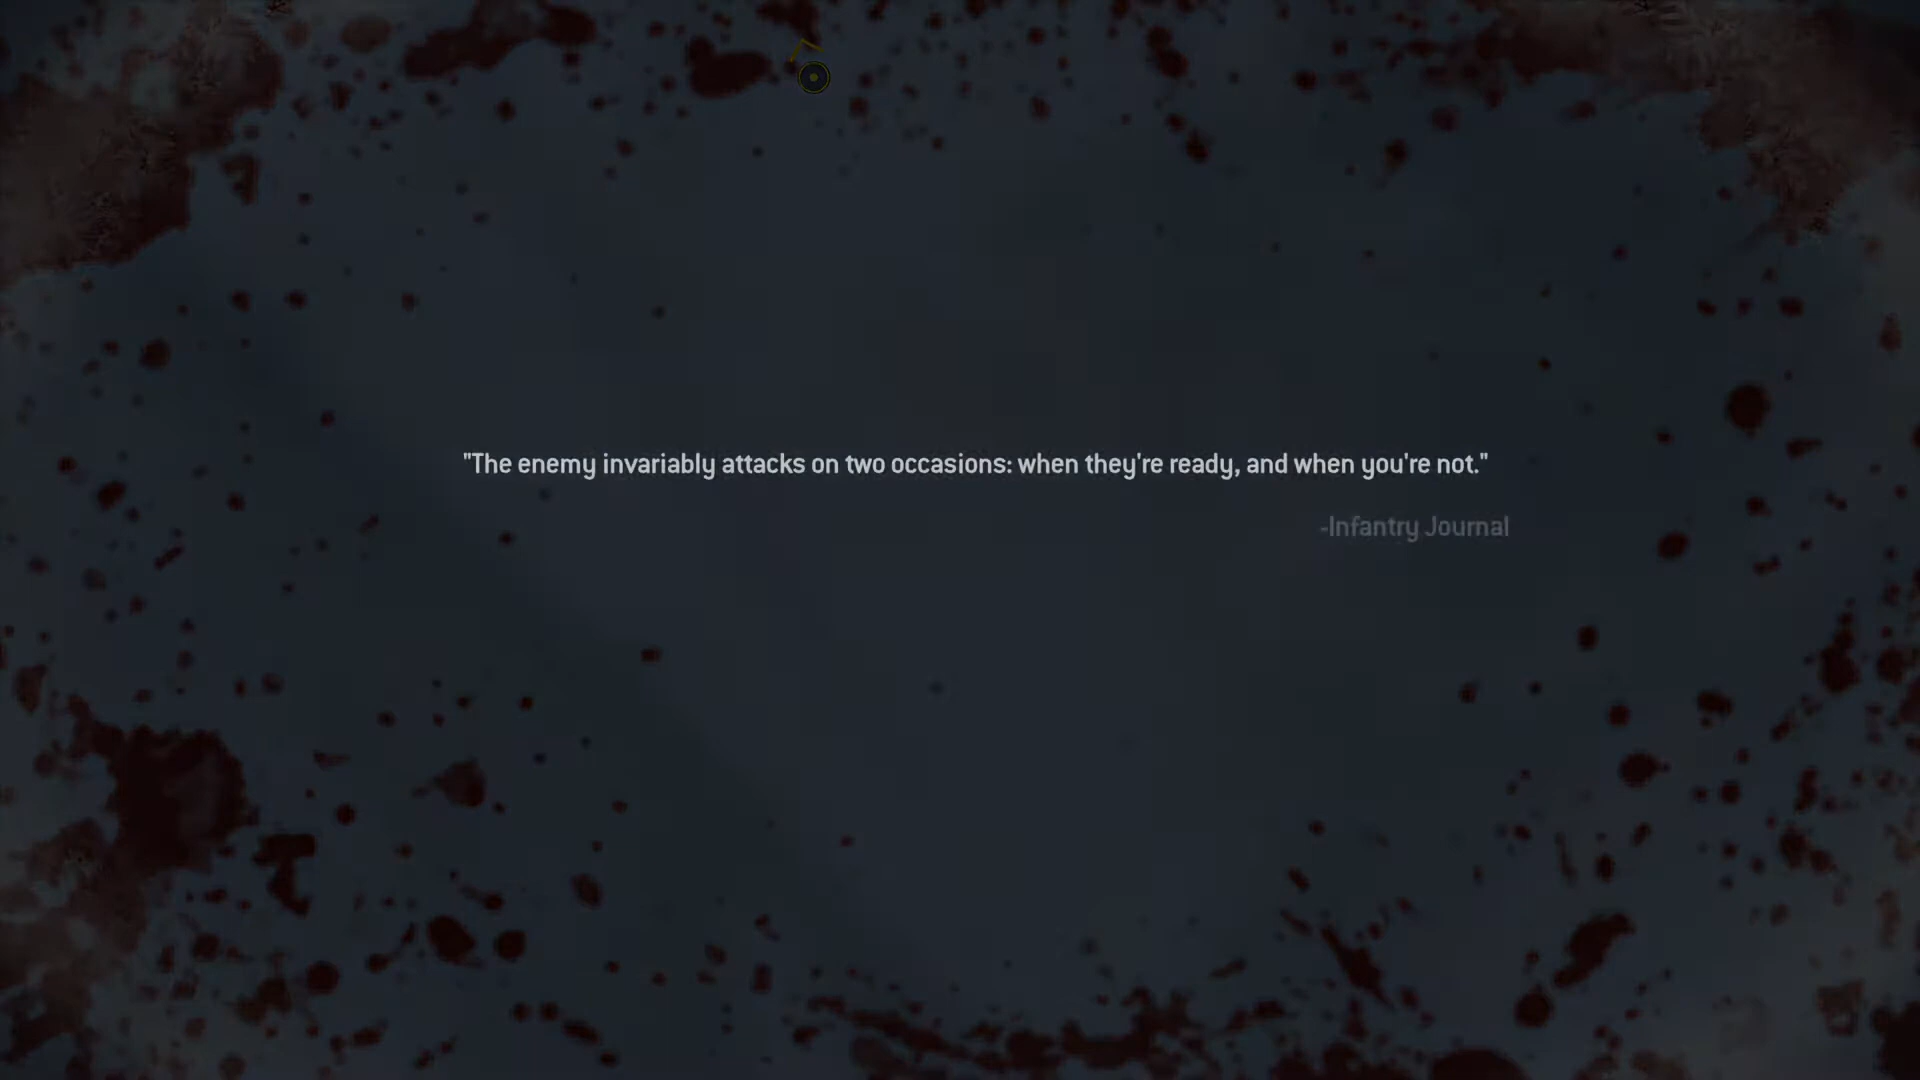 "The enemy invariably attacks on two occasions: when they're ready, and when you're not."
-Infantry Journal